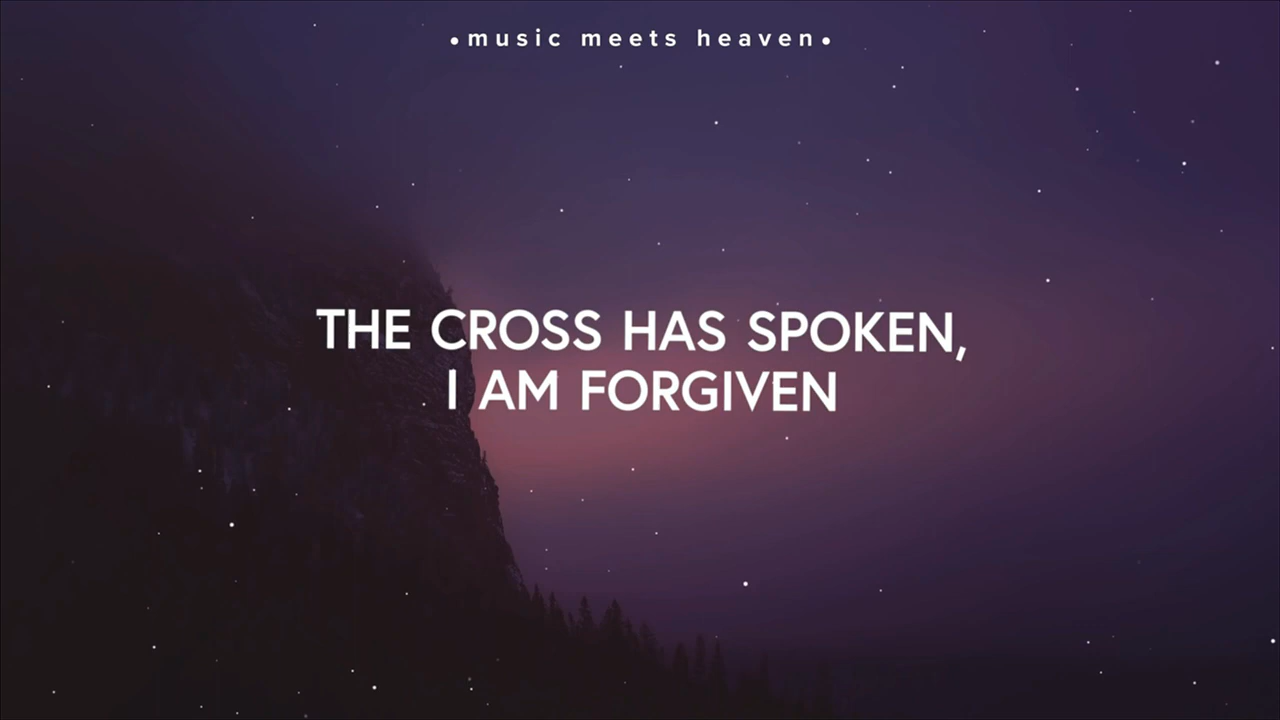 •music meets heaven•
THE CROSS HAS SPOKEN,
I AM FORGIVEN